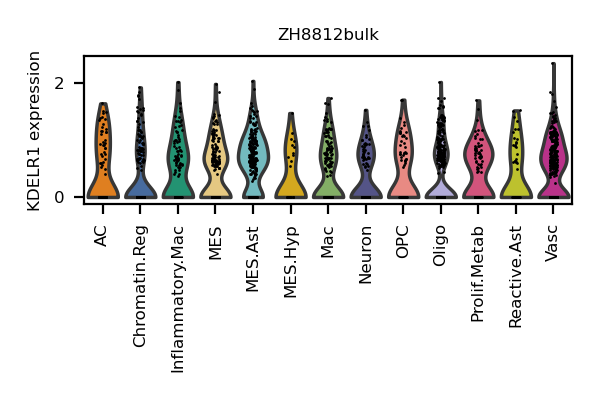 ZH8812bulk
KDELR1 expression
2
0
AC
Chromatin.Reg
Inflammatory.Mac
MES
MES.Ast
MES.Hyp
Mac
Neuron
OPC
Oligo
Prolif.Metab
Reactive.Ast
Vasc